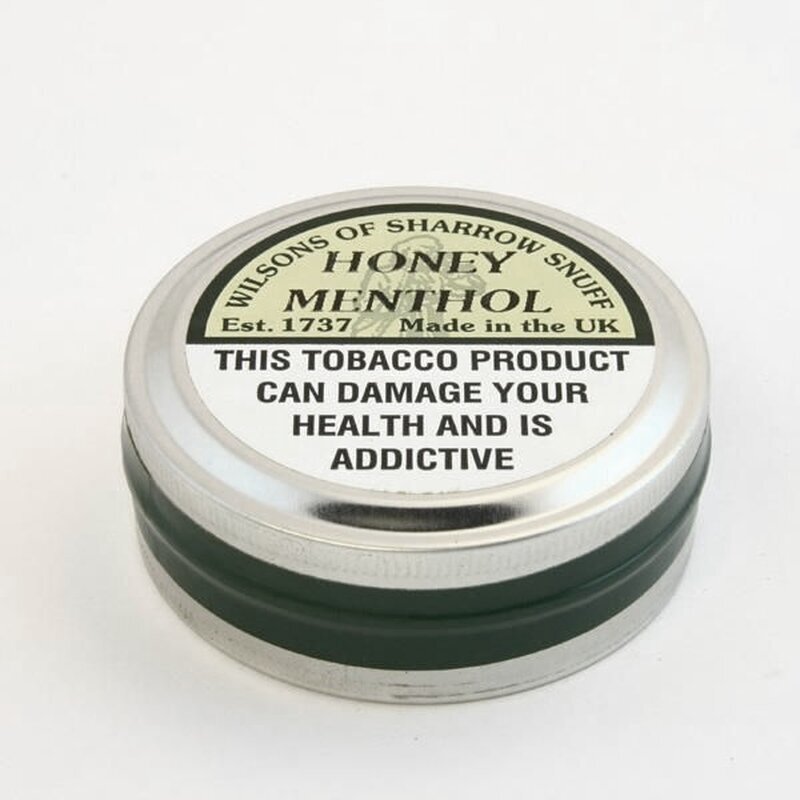 WILSONS OF SHARROW SNUFF
HONEY
MENTHOL
Est. 1737 Made in the UK
THIS TOBACCO PRODUCT
CAN DAMAGE YOUR
HEALTH AND IS
ADDICTIVE